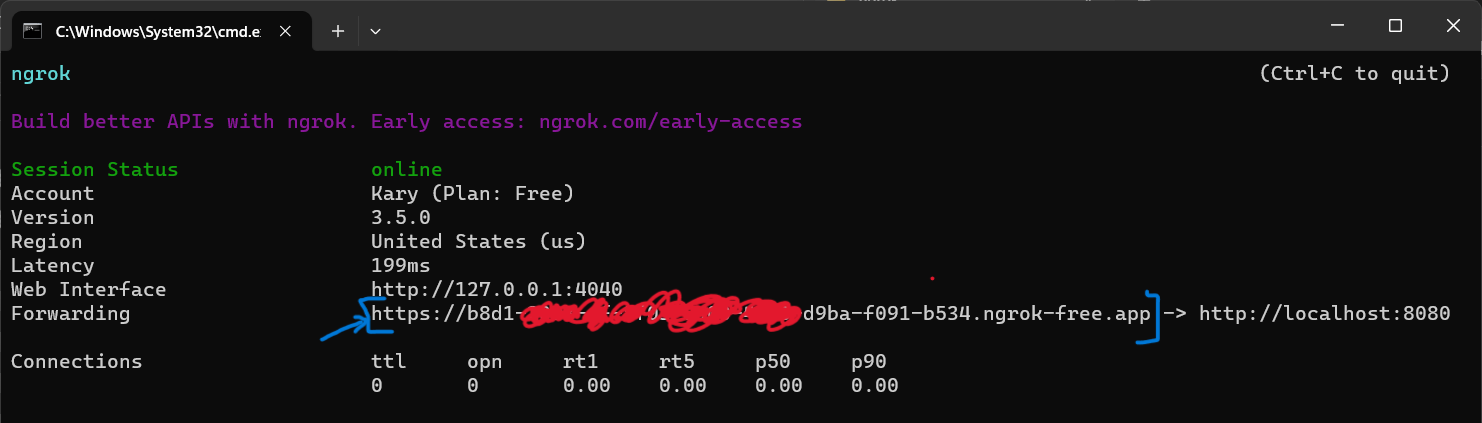 C:\Windows\System32\cmd.e
ngrok (Ctrl+C to quit)
Build better APIs with ngrok. Early access: ngrok.com/early-access
Session Status online
Account Kary (Plan: Free)
Version 3.5.0
Region United States (us)
Latency 199ms
Web Interface http://127.0.0.1:4040
Forwarding https://b8d1- d9ba-f091-b534.ngrok-free.app -> http://localhost:8080
Connections ttl opn rt1 rt5 p50 p90
0 0 0.00 0.00 0.00 0.00